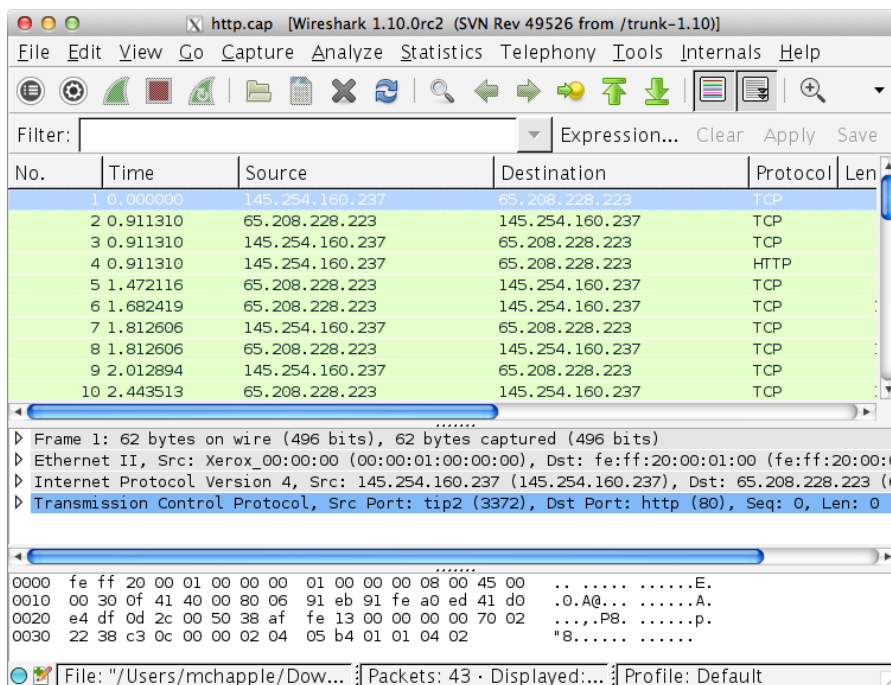 http.cap [Wireshark 1.10.0rc2 (SVN Rev 49526 from /trunk-1.10)]
File Edit View Go Capture Analyze Statistics Telephony Tools Internals Help
Filter: Expression... Clear Apply Save
No. Time Source Destination Protocol Len
1 0.000000 145.254.160.237 65.208.228.223 TCP
2 0.911310 65.208.228.223 145.254.160.237 TCP
3 0.911310 145.254.160.237 65.208.228.223 TCP
4 0.911310 145.254.160.237 65.208.228.223 HTTP
5 1.472116 65.208.228.223 145.254.160.237 TCP
6 1.682419 65.208.228.223 145.254.160.237 TCP
7 1.812606 145.254.160.237 65.208.228.223 TCP
8 1.812606 65.208.228.223 145.254.160.237 TCP
9 2.012894 145.254.160.237 65.208.228.223 TCP
10 2.443513 65.208.228.223 145.254.160.237 TCP
Frame 1: 62 bytes on wire (496 bits), 62 bytes captured (496 bits)
Ethernet II, Src: Xerox_00:00:00 (00:00:01:00:00:00), Dst: fe:ff:20:00:01:00 (fe:ff:20:00:
Internet Protocol Version 4, Src: 145.254.160.237 (145.254.160.237), Dst: 65.208.228.223 (
Transmission Control Protocol, Src Port: tip2 (3372), Dst Port: http (80), Seq: 0, Len: 0
0000 fe ff 20 00 01 00 00 00 01 00 00 00 08 00 45 00 .. ..... ......E.
0010 00 30 0f 41 40 00 80 06 91 eb 91 fe a0 ed 41 d0 .0.A@... ......A.
0020 e4 df 0d 2c 00 50 38 af fe 13 00 00 00 00 70 02 ...,.P8. ......p.
0030 22 38 c3 0c 00 00 02 04 05 b4 01 01 04 02 "8...... ......
File: "/Users/mchapple/Dow... Packets: 43 · Displayed:... Profile: Default